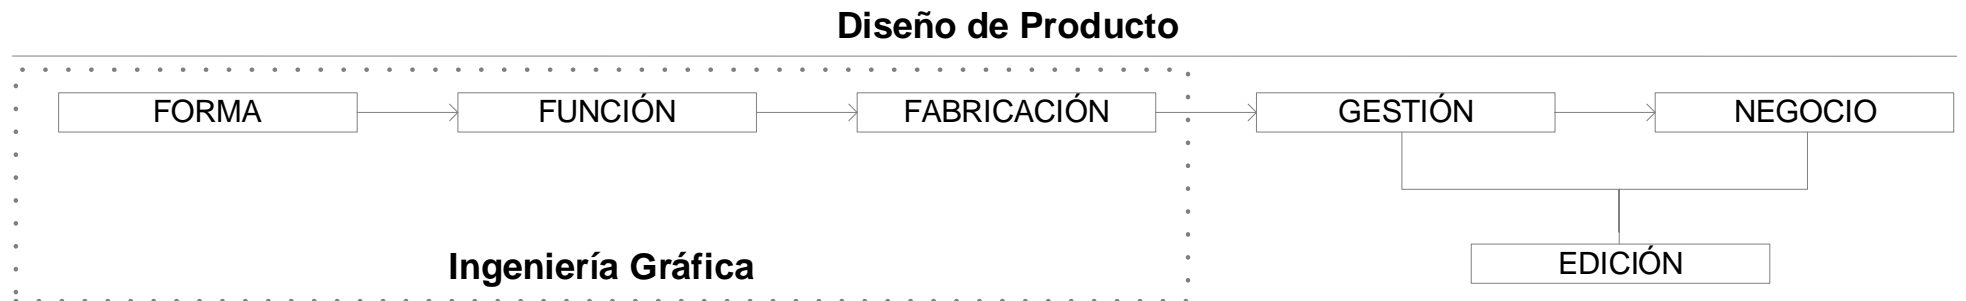 Diseño de Producto
FORMA FUNCIÓN FABRICACIÓN GESTIÓN NEGOCIO
Ingeniería Gráfica
EDICIÓN